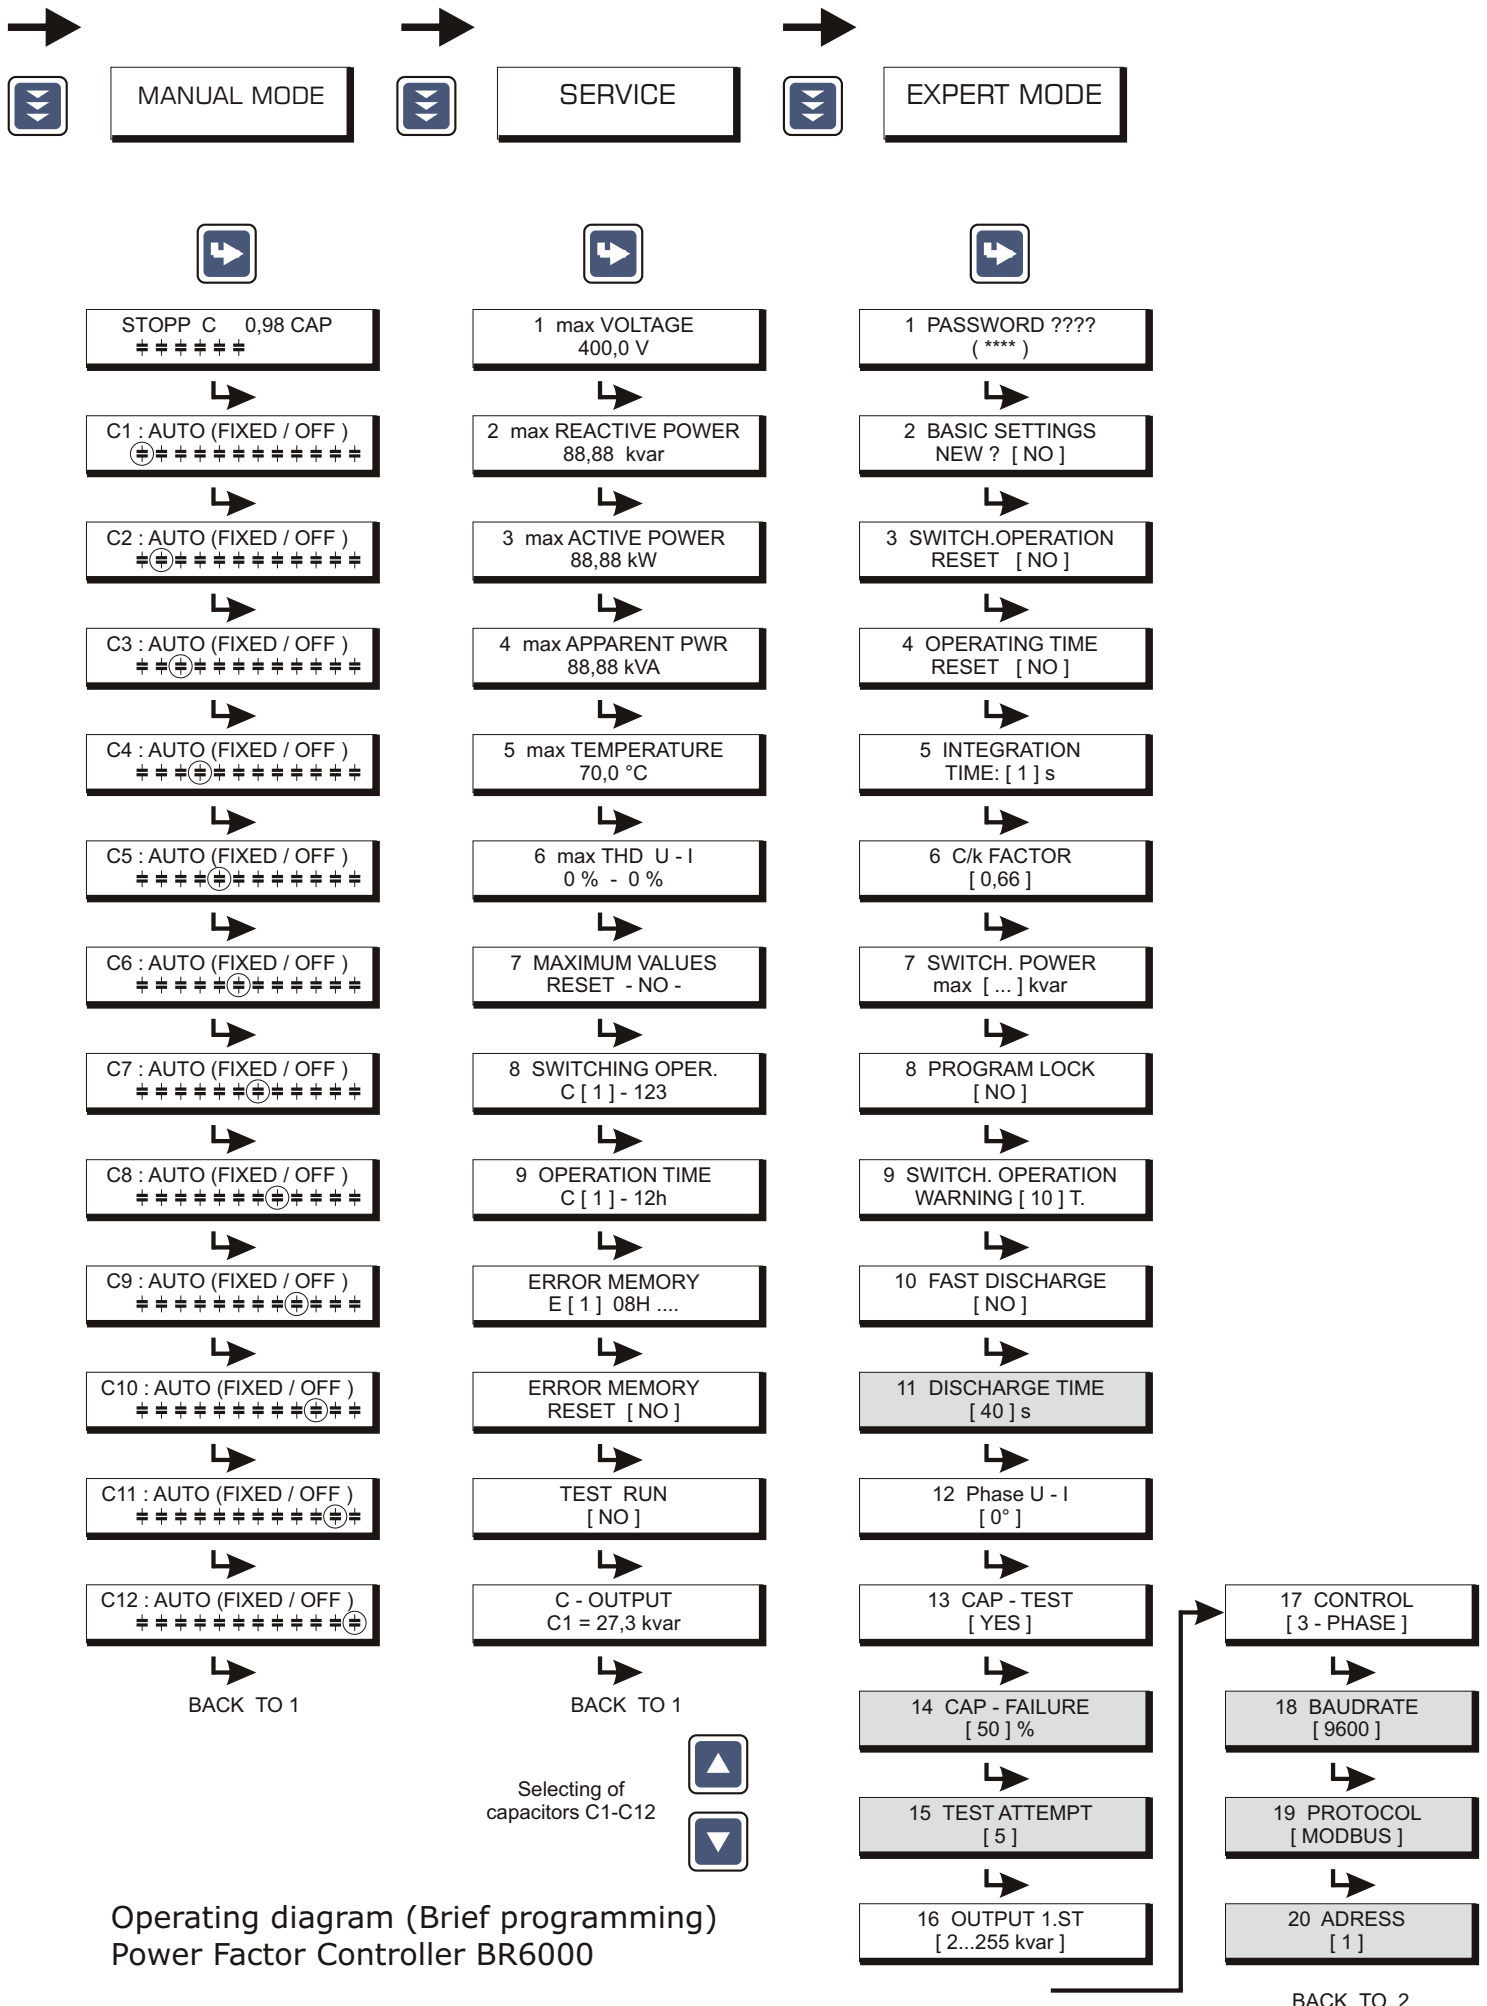 MANUAL MODE
SERVICE
EXPERT MODE
STOPP C 0,98 CAP
C1 : AUTO (FIXED / OFF )
C2 : AUTO (FIXED / OFF )
C3 : AUTO (FIXED / OFF )
C4 : AUTO (FIXED / OFF )
C5 : AUTO (FIXED / OFF )
C6 : AUTO (FIXED / OFF )
C7 : AUTO (FIXED / OFF )
C8 : AUTO (FIXED / OFF )
C9 : AUTO (FIXED / OFF )
C10 : AUTO (FIXED / OFF )
C11 : AUTO (FIXED / OFF )
C12 : AUTO (FIXED / OFF )
BACK TO 1
1 max VOLTAGE
400,0 V
2 max REACTIVE POWER
88,88 kvar
3 max ACTIVE POWER
88,88 kW
4 max APPARENT PWR
88,88 kVA
5 max TEMPERATURE
70,0 °C
6 max THD U - I
0 % - 0 %
7 MAXIMUM VALUES
RESET - NO -
8 SWITCHING OPER.
C [ 1 ] - 123
9 OPERATION TIME
C [ 1 ] - 12h
ERROR MEMORY
E [ 1 ] 08H ....
ERROR MEMORY
RESET [ NO ]
TEST RUN
[ NO ]
C - OUTPUT
C1 = 27,3 kvar
BACK TO 1
Selecting of
capacitors C1-C12
1 PASSWORD ????
( **** )
2 BASIC SETTINGS
NEW ? [ NO ]
3 SWITCH.OPERATION
RESET [ NO ]
4 OPERATING TIME
RESET [ NO ]
5 INTEGRATION
TIME: [ 1 ] s
6 C/k FACTOR
[ 0,66 ]
7 SWITCH. POWER
max [ ... ] kvar
8 PROGRAM LOCK
[ NO ]
9 SWITCH. OPERATION
WARNING [ 10 ] T.
10 FAST DISCHARGE
[ NO ]
11 DISCHARGE TIME
[ 40 ] s
12 Phase U - I
[ 0° ]
13 CAP - TEST
[ YES ]
14 CAP - FAILURE
[ 50 ] %
15 TEST ATTEMPT
[ 5 ]
16 OUTPUT 1.ST
[ 2...255 kvar ]
17 CONTROL
[ 3 - PHASE ]
18 BAUDRATE
[ 9600 ]
19 PROTOCOL
[ MODBUS ]
20 ADRESS
[ 1 ]
BACK TO 2
Operating diagram (Brief programming)
Power Factor Controller BR6000